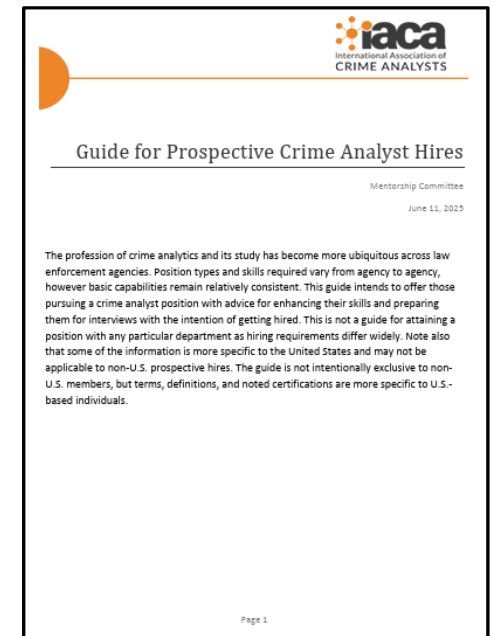 iaca
International Association of
CRIME ANALYSTS
Guide for Prospective Crime Analyst Hires
Mentorship Committee
June 11, 2025
The profession of crime analytics and its study has become more ubiquitous across law
enforcement agencies. Position types and skills required vary from agency to agency,
however basic capabilities remain relatively consistent. This guide intends to offer those
pursuing a crime analyst position with advice for enhancing their skills and preparing
them for interviews with the intention of getting hired. This is not a guide for attaining a
position with any particular department as hiring requirements differ widely. Note also
that some of the information is more specific to the United States and may not be
applicable to non-U.S. prospective hires. The guide is not intentionally exclusive to non-
U.S. members, but terms, definitions, and noted certifications are more specific to U.S.-
based individuals.
Page 1